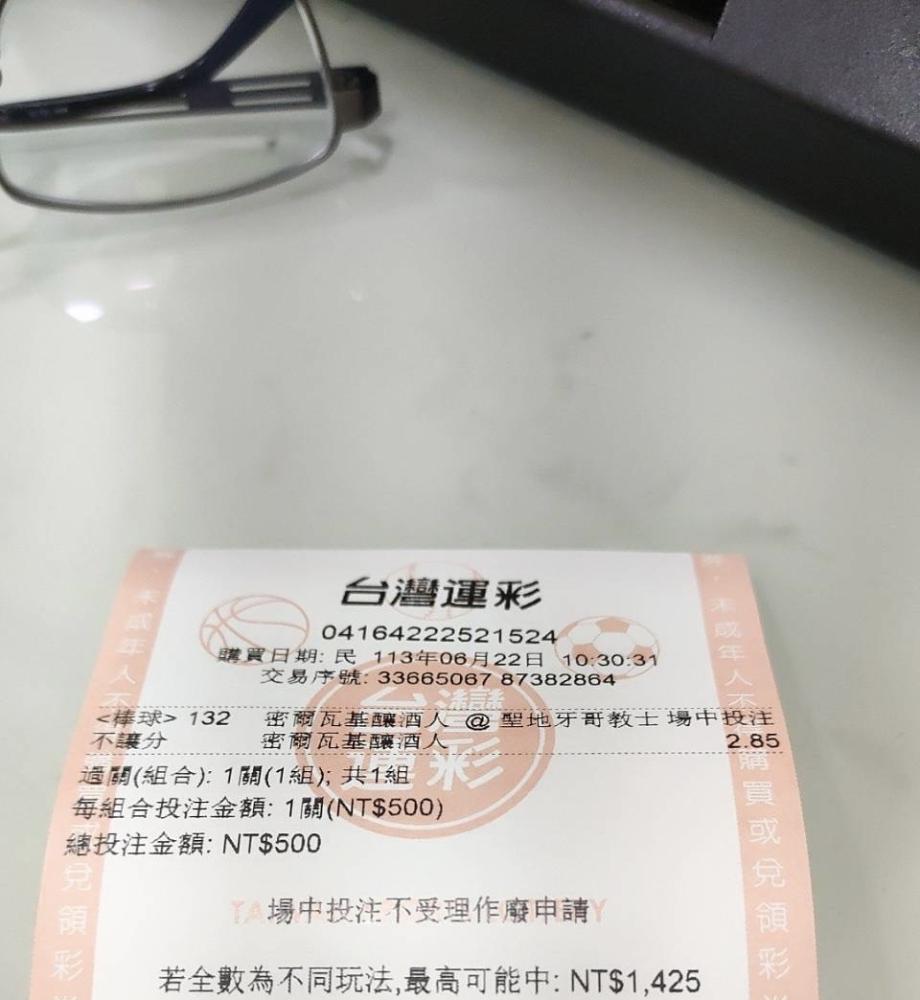 台灣運彩
04164222521524
購買日期: 民 113年06月22日 10:30:31
交易序號: 33665067 87382864
<棒球> 132 密爾瓦基釀酒人 @ 聖地牙哥教士 場中投注
不讓分 密爾瓦基釀酒人 2.85
過關(組合): 1關(1組); 共1組
每組合投注金額: 1關(NT$500)
總投注金額: NT$500
場中投注不受理作廢申請
若全數為不同玩法,最高可能中: NT$1,425
台灣
運彩
未成年人不
兌領彩
未成年人不
購買或兌領彩